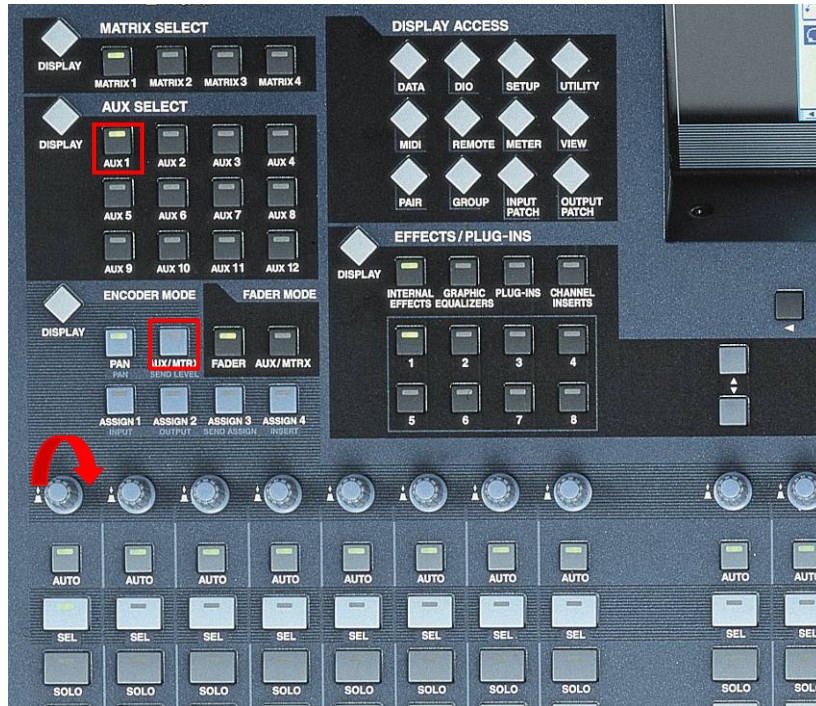 MATRIX SELECT
DISPLAY
MATRIX 1 MATRIX 2 MATRIX 3 MATRIX 4
AUX SELECT
DISPLAY
AUX 1 AUX 2 AUX 3 AUX 4
AUX 5 AUX 6 AUX 7 AUX 8
AUX 9 AUX 10 AUX 11 AUX 12
ENCODER MODE FADER MODE
DISPLAY
PAN AUX/MTRX FADER AUX/MTRX
PAN SEND LEVEL
ASSIGN 1 ASSIGN 2 ASSIGN 3 ASSIGN 4
INPUT OUTPUT SEND ASSIGN INSERT
DISPLAY ACCESS
DATA DIO SETUP UTILITY
MIDI REMOTE METER VIEW
PAIR GROUP INPUT PATCH OUTPUT PATCH
EFFECTS/PLUG-INS
DISPLAY
INTERNAL EFFECTS GRAPHIC EQUALIZERS PLUG-INS CHANNEL INSERTS
1 2 3 4
5 6 7 8
AUTO AUTO AUTO AUTO AUTO AUTO AUTO AUTO AUTO AUTO
SEL SEL SEL SEL SEL SEL SEL SEL SEL SEL
SOLO SOLO SOLO SOLO SOLO SOLO SOLO SOLO SOLO SOLO